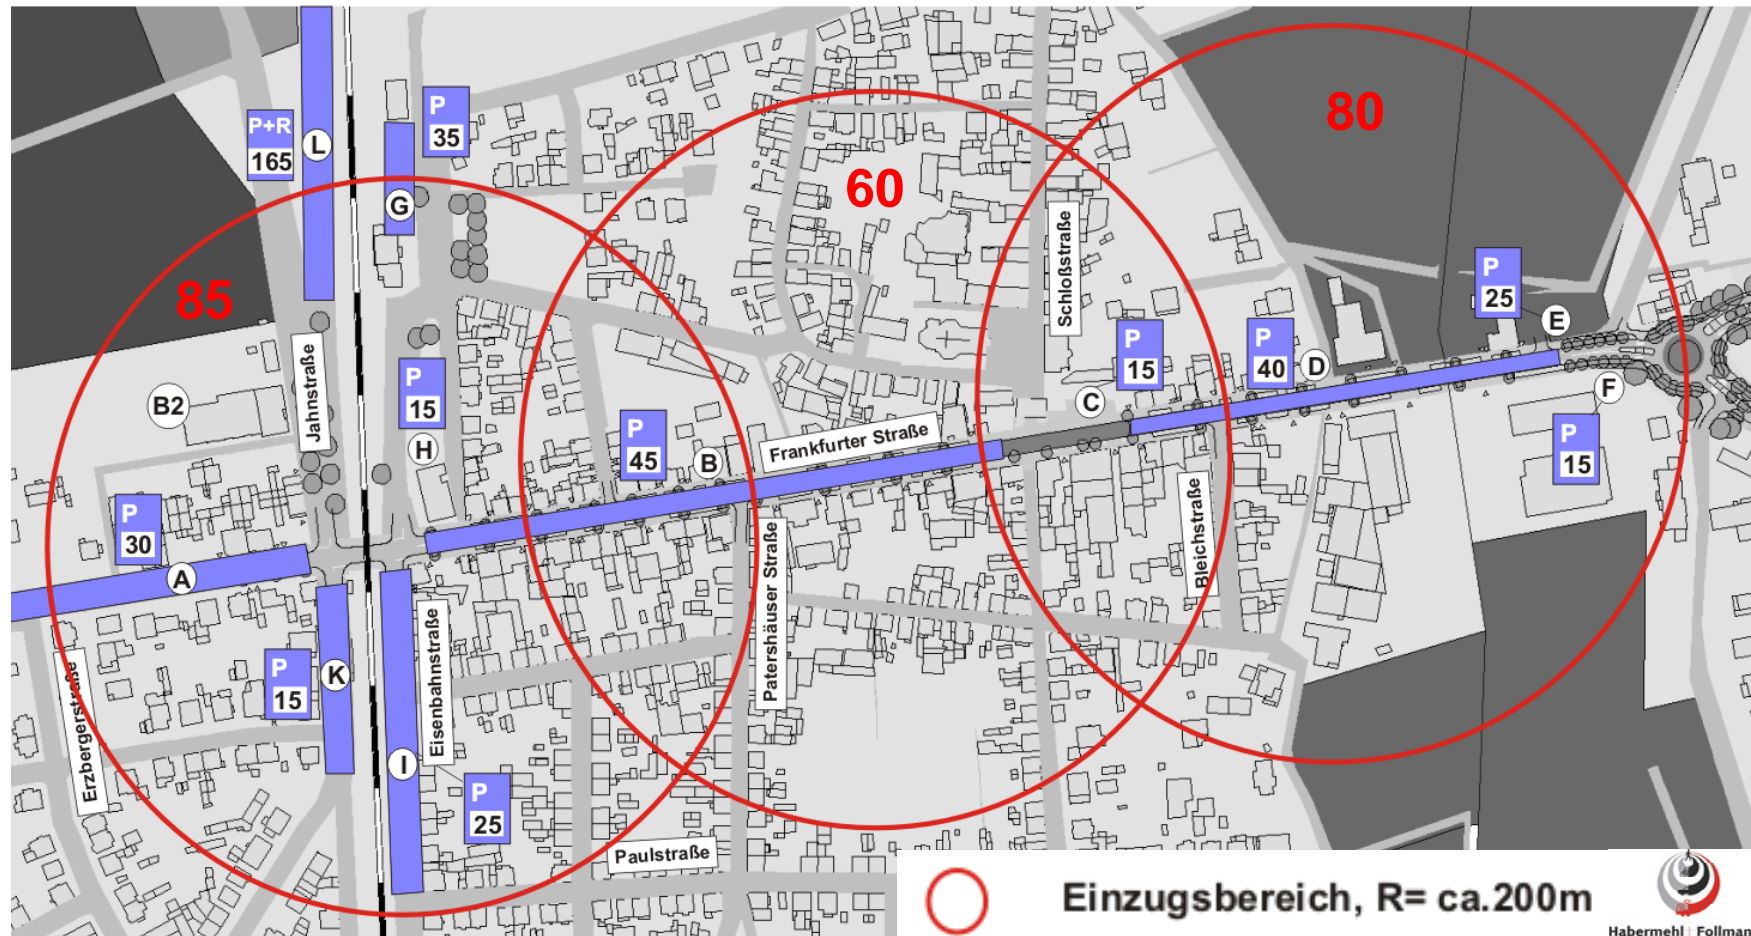 80
P
35
P+R
165
L
60
G
Schloßstraße
P
25
E
85
P
15
P
40
D
Jahnstraße
P
15
B2
C
F
P
45
B
Frankfurter Straße
H
P
15
P
30
Bleichstraße
A
Patershäuser Straße
Eisenbahnstraße
P
15
K
Erzbergerstraße
I
P
25
Paulstraße
Einzugsbereich, R= ca.200m
Habermehl Follman